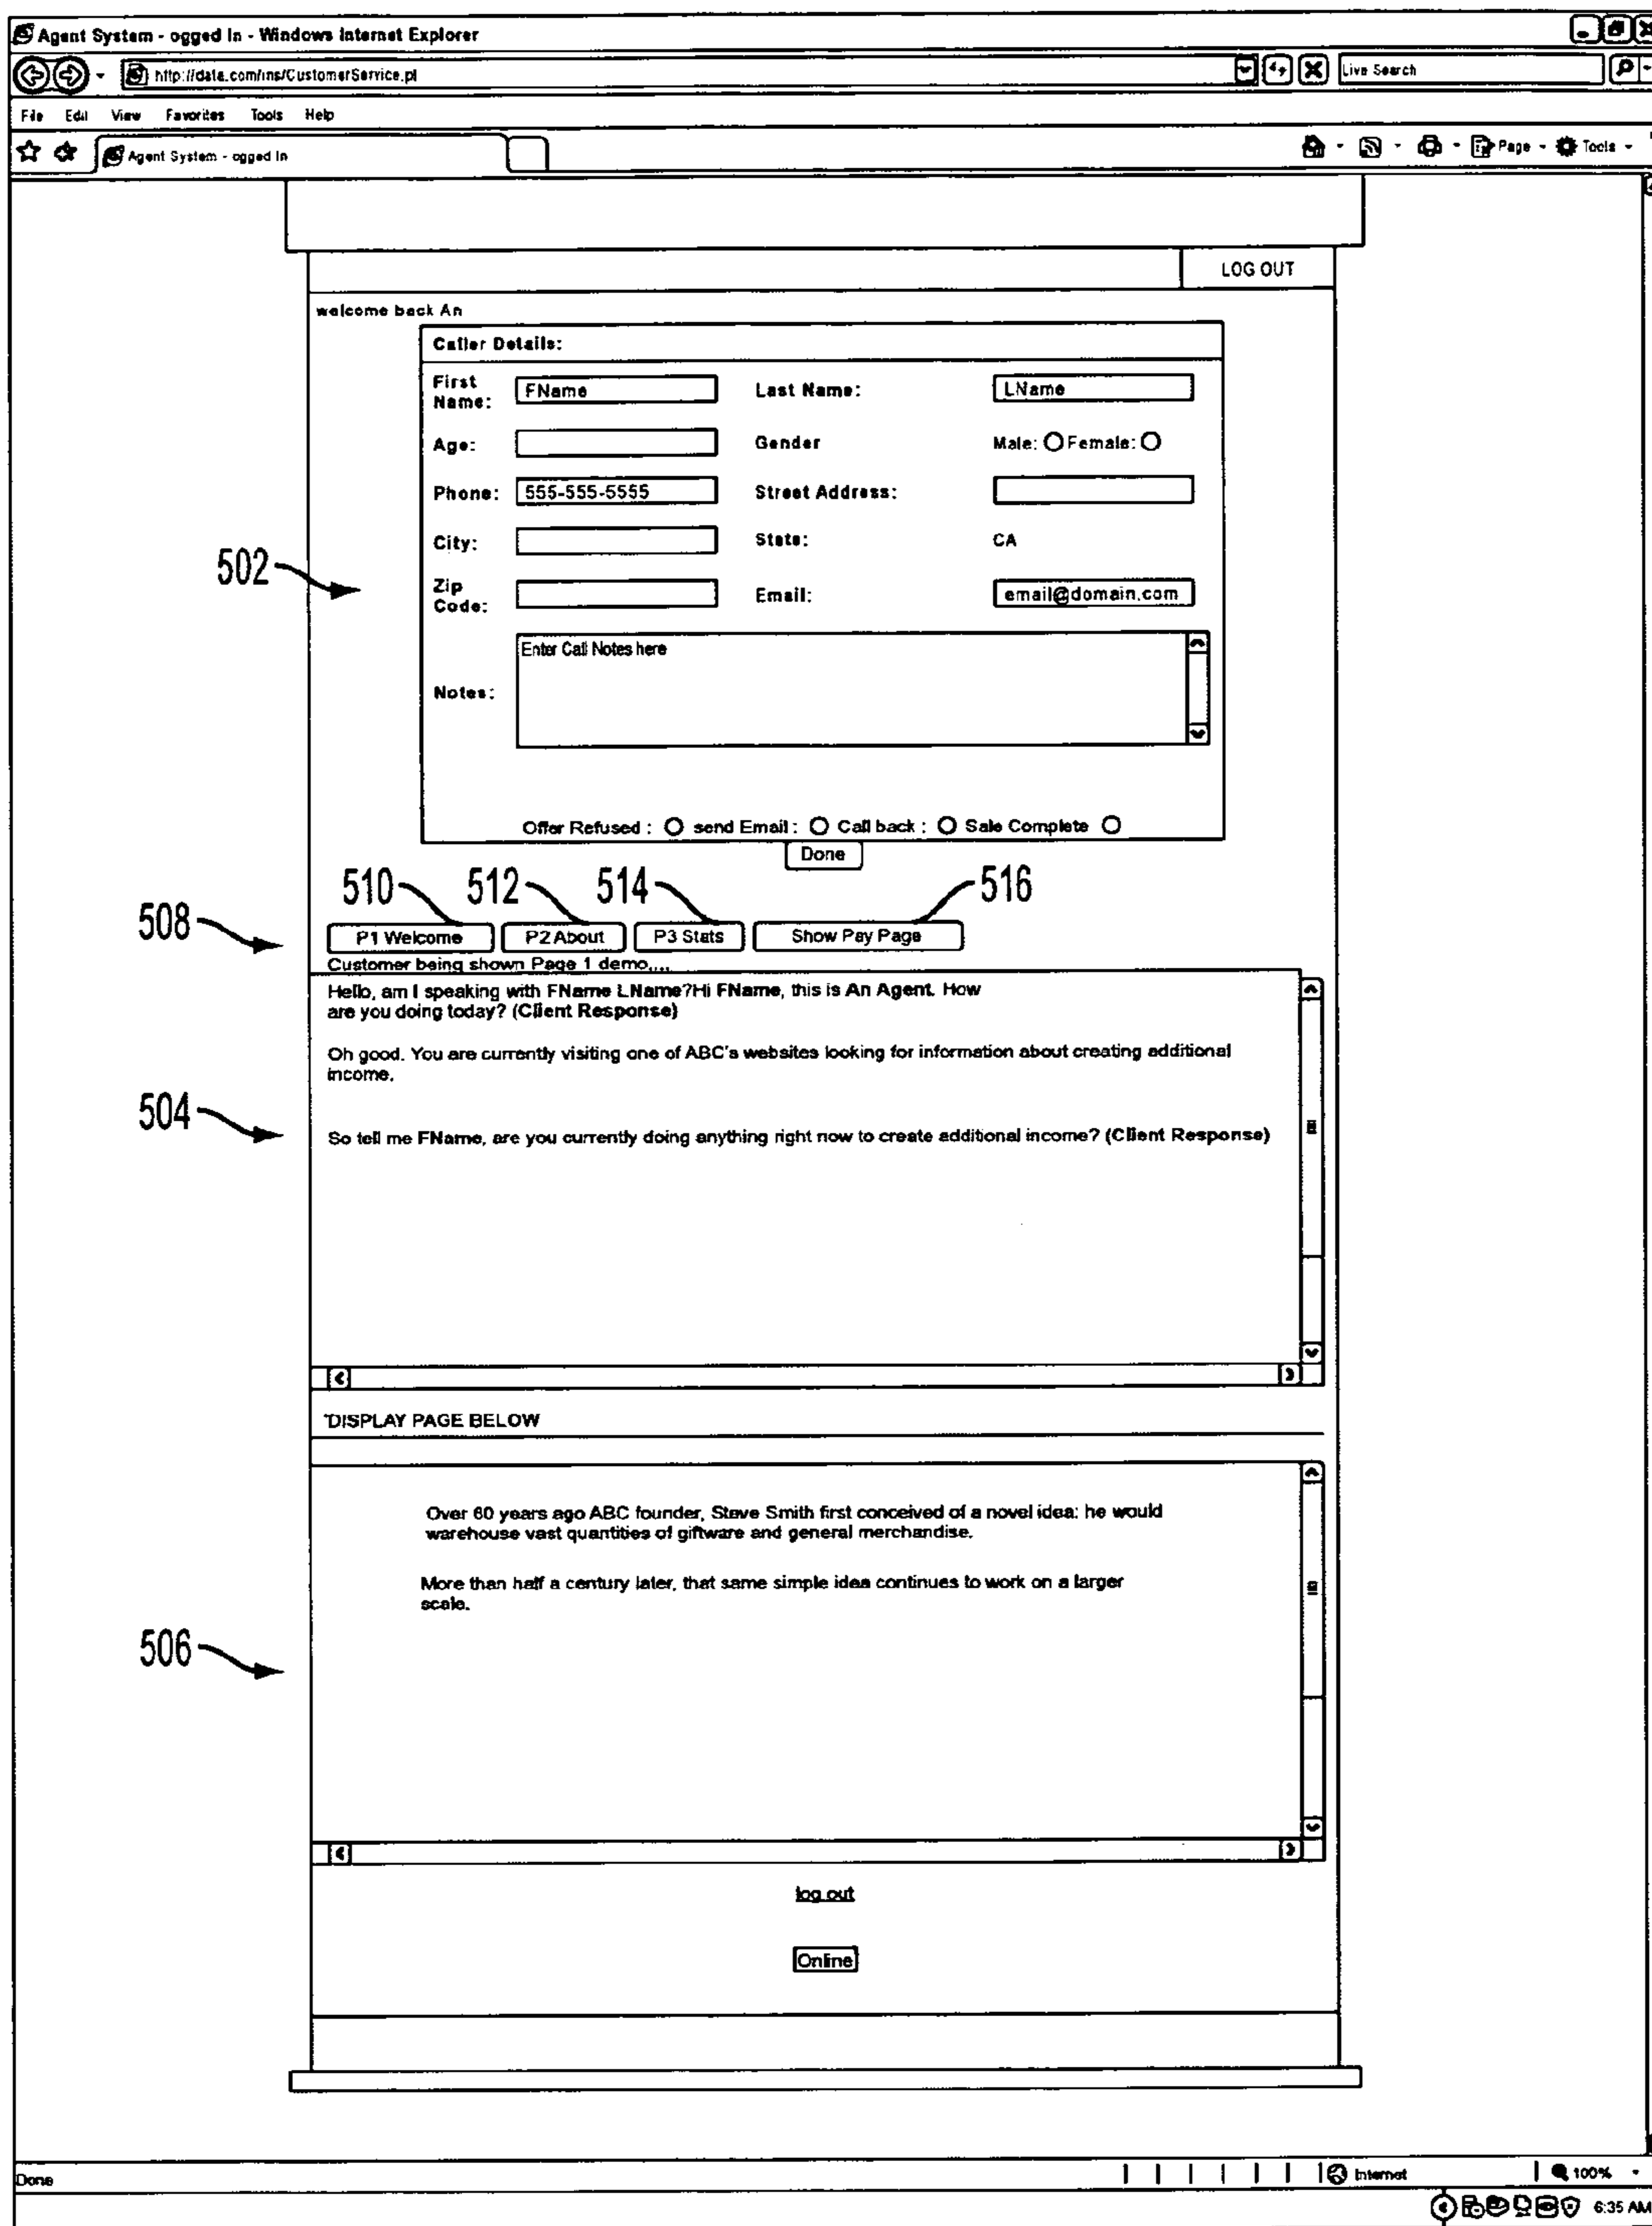 Agent System - ogged In - Windows Internet Explorer
http://data.com/ins/CustomerService.pl
Live Search
File Edit View Favorites Tools Help
Agent System - ogged In
Page
Tools
LOG OUT
welcome back An
Caller Details:
First Name: FName Last Name: LName
Age: Gender Male: Female:
Phone: 555-555-5555 Street Address:
City: State: CA
502
Zip Code: Email: email@domain.com
Enter Call Notes here
Notes:
Offer Refused : send Email : Call back : Sale Complete
Done
510 512 514 516
508
P1 Welcome P2 About P3 Stats Show Pay Page
Customer being shown Page 1 demo....
Hello, am I speaking with FName LName?Hi FName, this is An Agent. How
are you doing today? (Client Response)
Oh good. You are currently visiting one of ABC's websites looking for information about creating additional
income.
504
So tell me FName, are you currently doing anything right now to create additional income? (Client Response)
DISPLAY PAGE BELOW
Over 60 years ago ABC founder, Steve Smith first conceived of a novel idea: he would
warehouse vast quantities of giftware and general merchandise.
More than half a century later, that same simple idea continues to work on a larger
scale.
506
log out
Online
Done
Internet
100%
6:35 AM